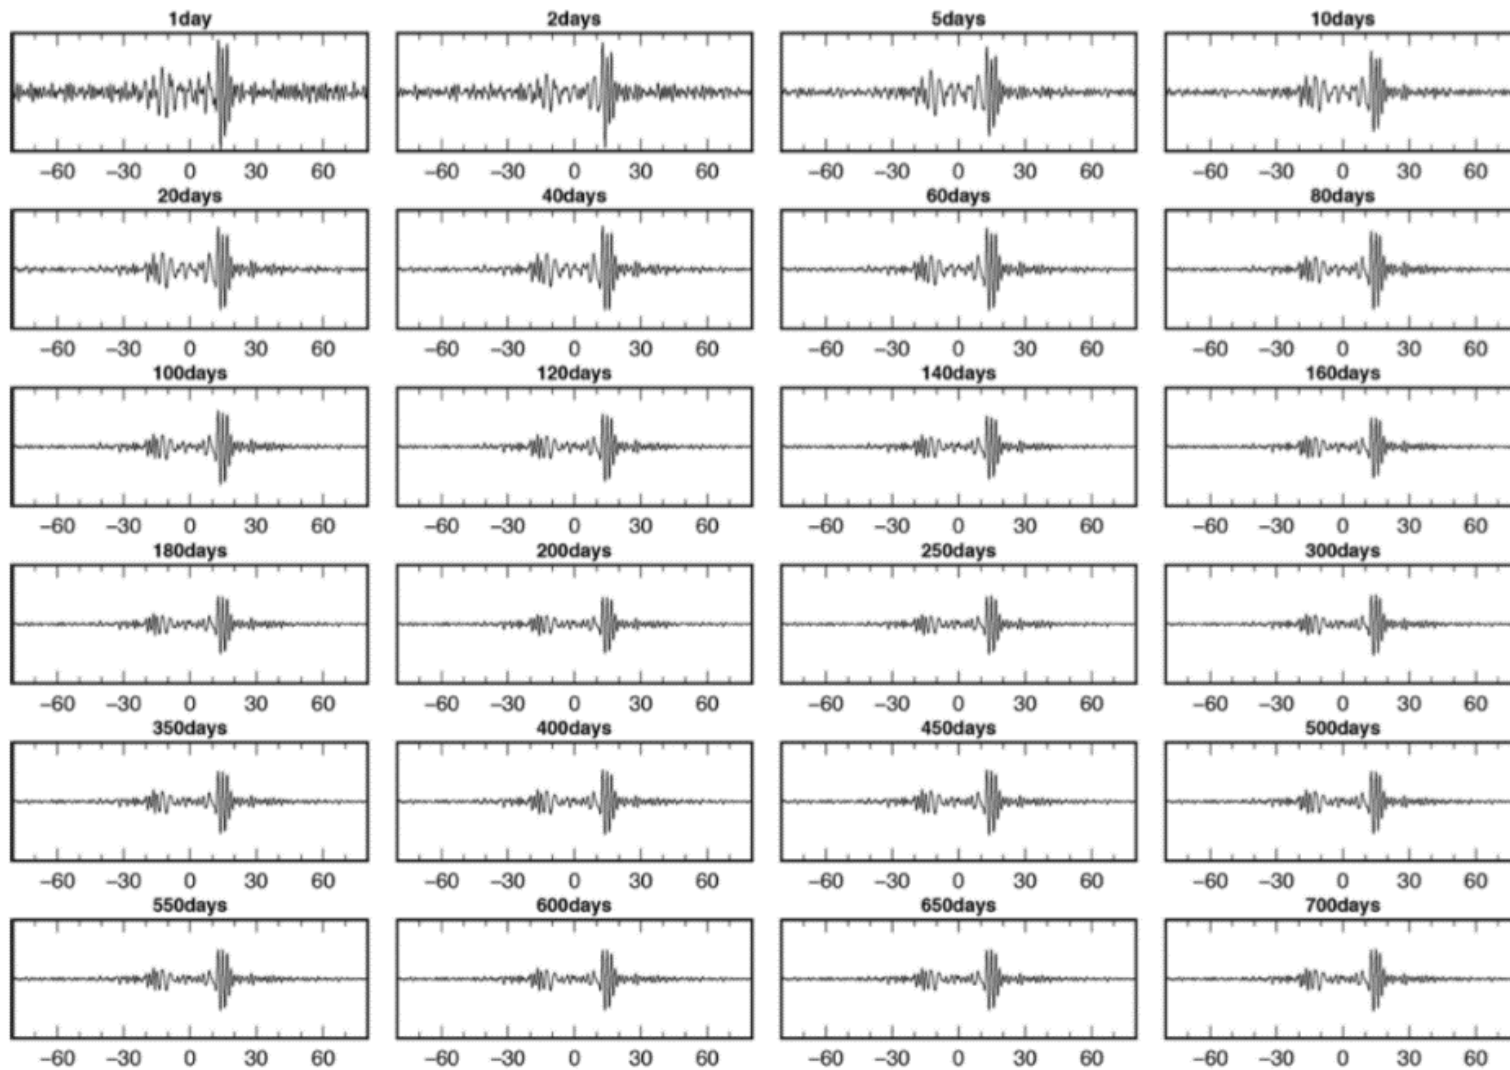 1day 2days 5days 10days
−60 −30 0 30 60 −60 −30 0 30 60 −60 −30 0 30 60 −60 −30 0 30 60
20days 40days 60days 80days
−60 −30 0 30 60 −60 −30 0 30 60 −60 −30 0 30 60 −60 −30 0 30 60
100days 120days 140days 160days
−60 −30 0 30 60 −60 −30 0 30 60 −60 −30 0 30 60 −60 −30 0 30 60
180days 200days 250days 300days
−60 −30 0 30 60 −60 −30 0 30 60 −60 −30 0 30 60 −60 −30 0 30 60
350days 400days 450days 500days
−60 −30 0 30 60 −60 −30 0 30 60 −60 −30 0 30 60 −60 −30 0 30 60
550days 600days 650days 700days
−60 −30 0 30 60 −60 −30 0 30 60 −60 −30 0 30 60 −60 −30 0 30 60